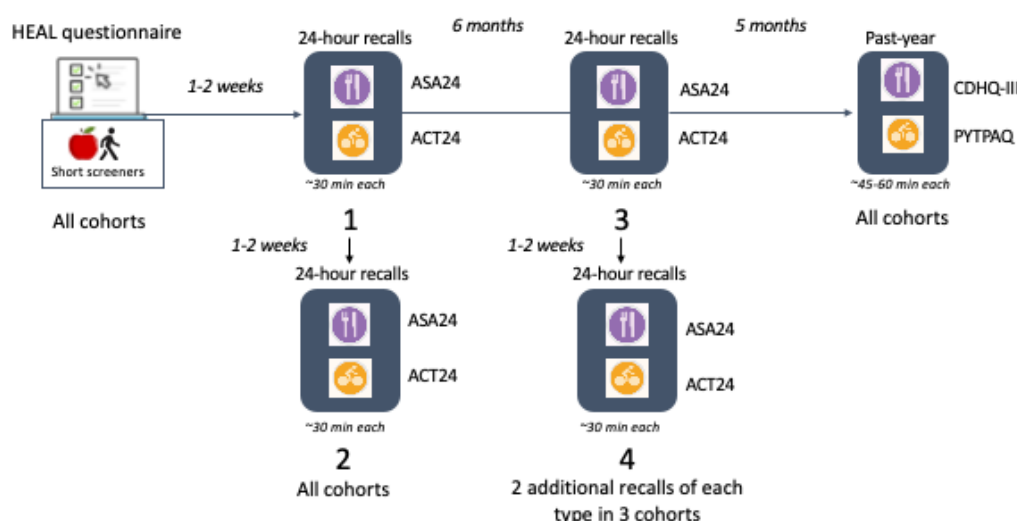 HEAL questionnaire
Short screeners
All cohorts
1-2 weeks
24-hour recalls
ASA24
ACT24
~30 min each
1
6 months
24-hour recalls
ASA24
ACT24
~30 min each
3
5 months
Past-year
CDHQ-III
PYTPAQ
~45-60 min each
All cohorts
1-2 weeks
24-hour recalls
ASA24
ACT24
~30 min each
2
All cohorts
1-2 weeks
24-hour recalls
ASA24
ACT24
~30 min each
4
2 additional recalls of each
type in 3 cohorts